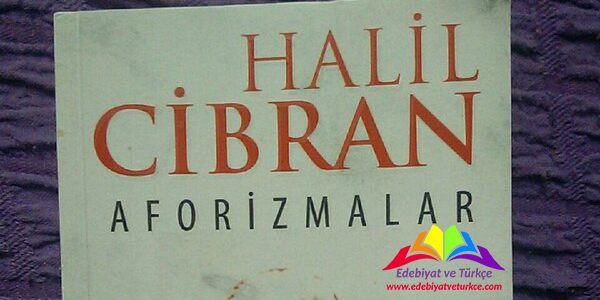 HALİL
CİBRAN
AFORİZMALAR
Edebiyat ve Türkçe
www.edebiyatveturkce.com